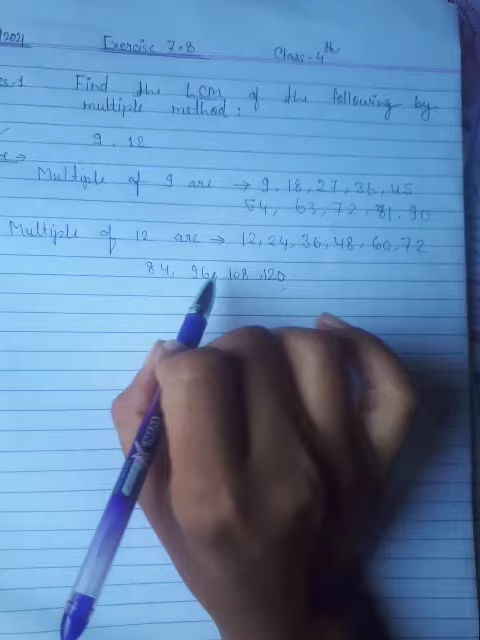 /2021 Exercise 7.8 Class-4th
Find the LCM of the following by
multiple method:
9, 12
Multiple of 9 are → 9, 18, 27, 36, 45
54, 63, 72, 81, 90
Multiple of 12 are → 12, 24, 36, 48, 60, 72
84, 96, 108, 120